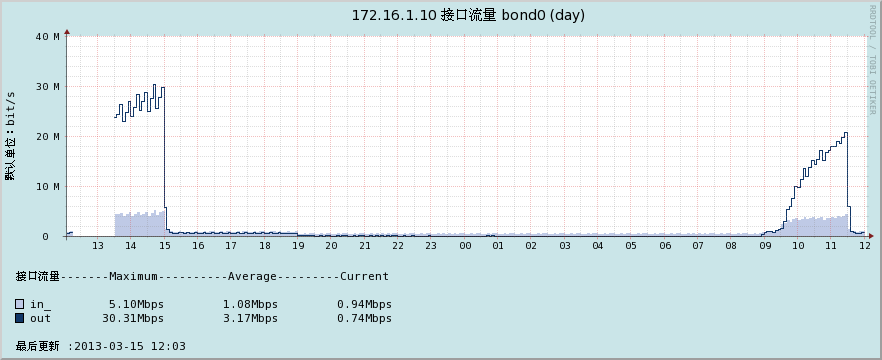 172.16.1.10 接口流量 bond0 (day)
RRDTOOL / TOBI OETIKER
默认单位：bit/s
40 M
30 M
20 M
10 M
0
13 14 15 16 17 18 19 20 21 22 23 00 01 02 03 04 05 06 07 08 09 10 11 12
接口流量-------Maximum----------Average---------Current
in_ 5.10Mbps 1.08Mbps 0.94Mbps
out 30.31Mbps 3.17Mbps 0.74Mbps
最后更新 :2013-03-15 12:03